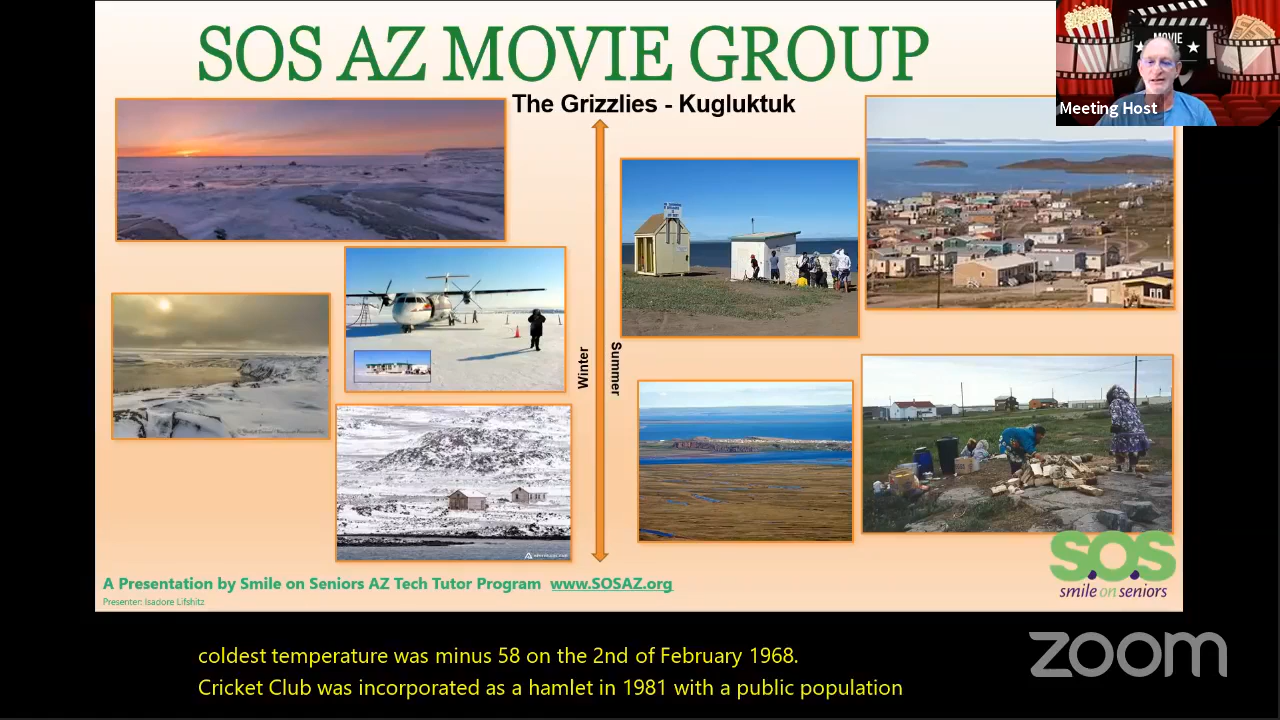 SOS AZ MOVIE GROUP
The Grizzlies - Kugluktuk
MOVIE
Meeting Host
Winter
Summer
A Presentation by Smile on Seniors AZ Tech Tutor Program www.SOSAZ.org
Presenter: Isadore Lifshitz
SOS
smile on seniors
coldest temperature was minus 58 on the 2nd of February 1968.
Cricket Club was incorporated as a hamlet in 1981 with a public population
zoom